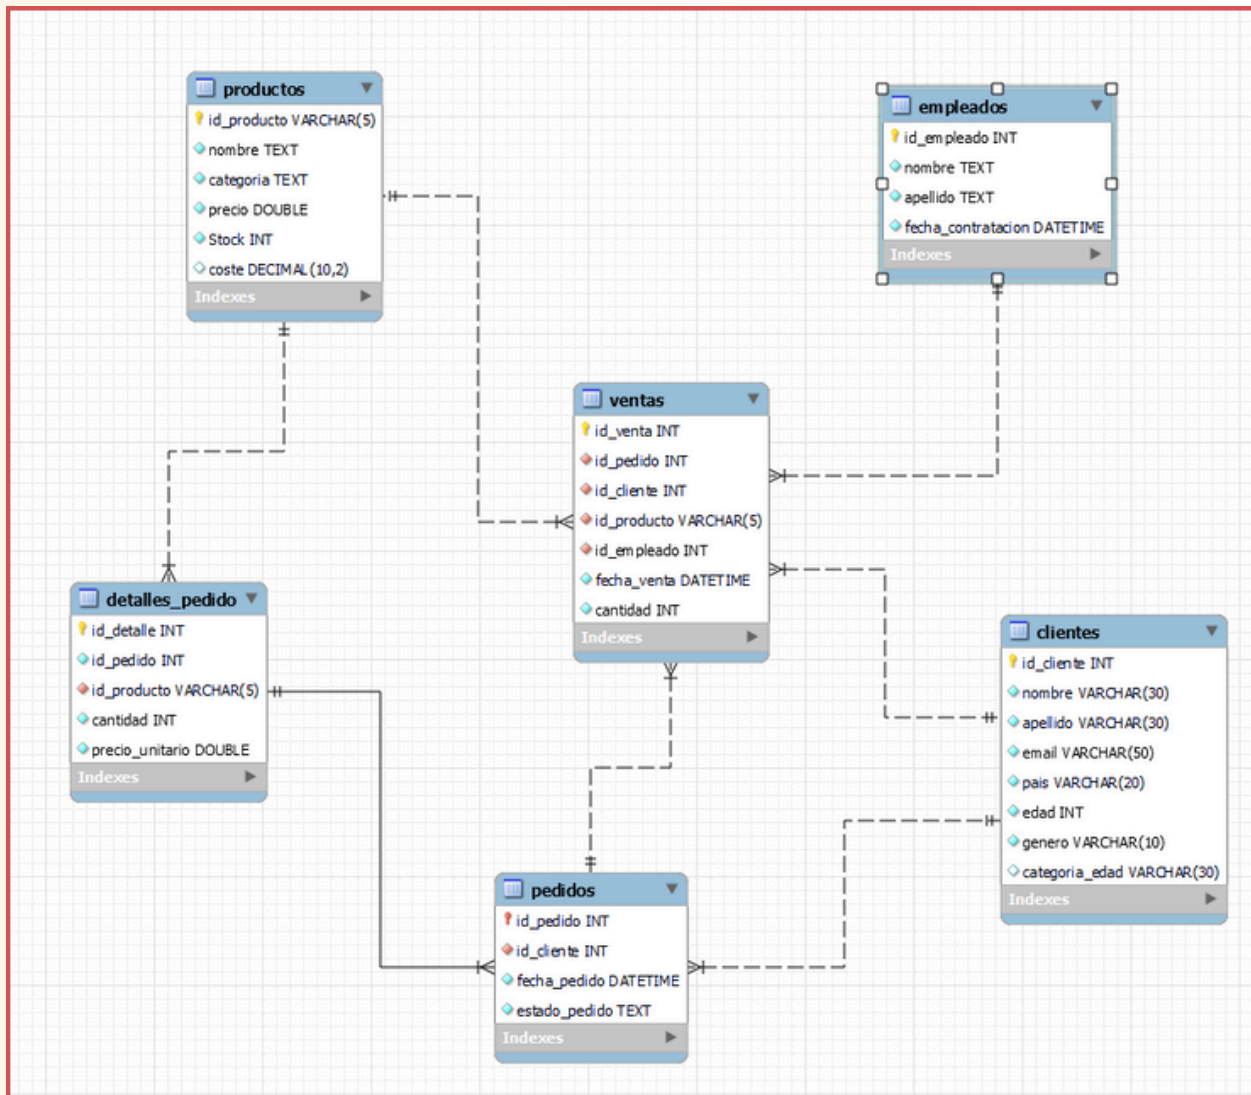 productos
id_producto VARCHAR(5)
nombre TEXT
categoria TEXT
precio DOUBLE
Stock INT
coste DECIMAL(10,2)
Indexes
empleados
id_empleado INT
nombre TEXT
apellido TEXT
fecha_contratacion DATETIME
Indexes
ventas
id_venta INT
id_pedido INT
id_cliente INT
id_producto VARCHAR(5)
id_empleado INT
fecha_venta DATETIME
cantidad INT
Indexes
detalles_pedido
id_detalle INT
id_pedido INT
id_producto VARCHAR(5)
cantidad INT
precio_unitario DOUBLE
Indexes
clientes
id_cliente INT
nombre VARCHAR(30)
apellido VARCHAR(30)
email VARCHAR(50)
pais VARCHAR(20)
edad INT
genero VARCHAR(10)
categoria_edad VARCHAR(30)
Indexes
pedidos
id_pedido INT
id_cliente INT
fecha_pedido DATETIME
estado_pedido TEXT
Indexes